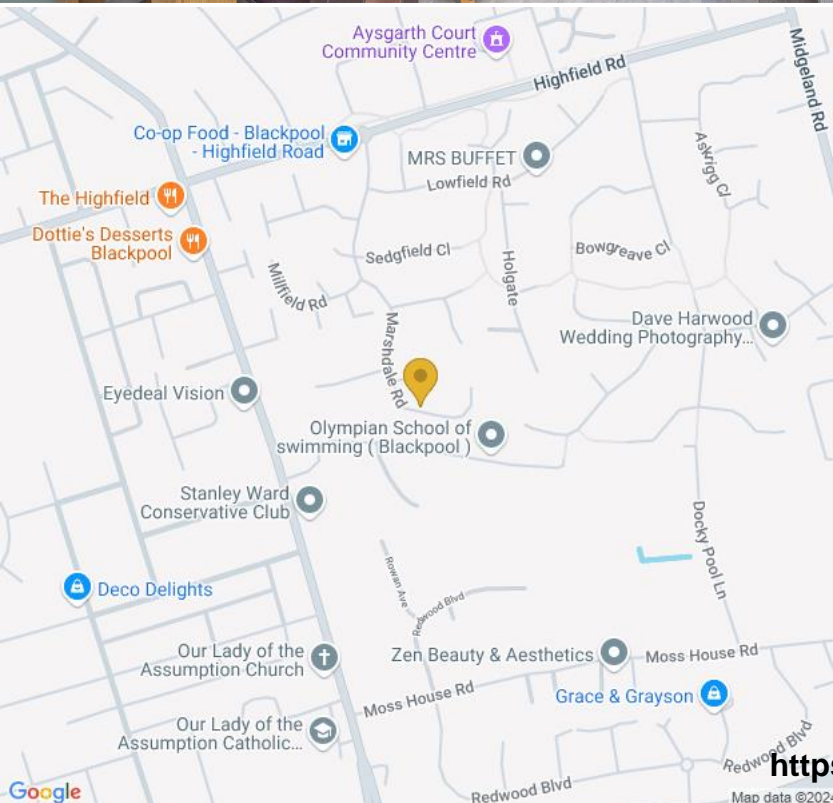 Aysgarth Court
Community Centre
Highfield Rd
Midgeland Rd
Co-op Food - Blackpool
- Highfield Road
MRS BUFFET
Lowfield Rd
Askrigg Cl
The Highfield
Dottie's Desserts
Blackpool
Sedgfield Cl
Bowgreave Cl
Holgate
Millfield Rd
Dave Harwood
Wedding Photography...
Marshdale Rd
Eyedeal Vision
Olympian School of
swimming ( Blackpool )
Stanley Ward
Conservative Club
Docky Pool Ln
Rowan Ave
Deco Delights
Redwood Blvd
Our Lady of the
Assumption Church
Zen Beauty & Aesthetics
Moss House Rd
Moss House Rd
Grace & Grayson
Our Lady of the
Assumption Catholic...
Redwood Blvd
https
Redwood Blvd
Google
Map data ©2024